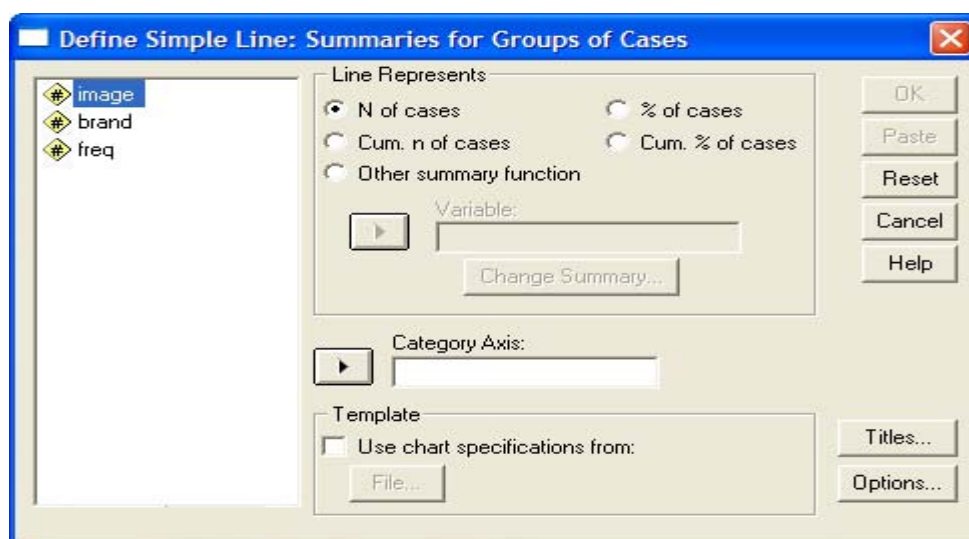 Define Simple Line: Summaries for Groups of Cases
# image
# brand
# freq
Line Represents
N of cases
% of cases
Cum. n of cases
Cum. % of cases
Other summary function
Variable:
Change Summary...
Category Axis:
Template
Use chart specifications from:
File...
OK
Paste
Reset
Cancel
Help
Titles...
Options...